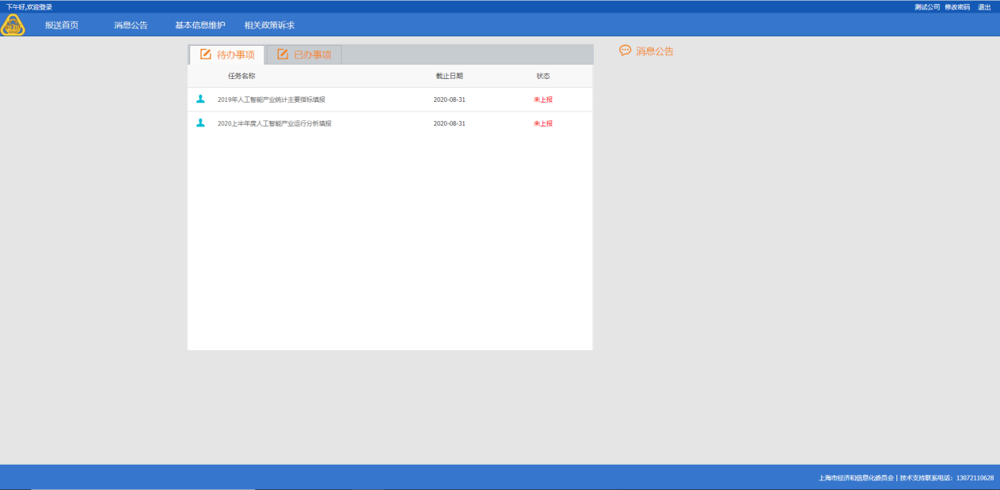 下午好,欢迎登录
测试公司 修改密码 退出
报送首页 消息公告 基本信息维护 相关政策诉求
待办事项 已办事项 消息公告
任务名称 截止日期 状态
2019年人工智能产业统计主要指标填报 2020-08-31 未上报
2020上半年度人工智能产业运行分析填报 2020-08-31 未上报
上海市经济和信息化委员会 | 技术支持联系电话：13072110628